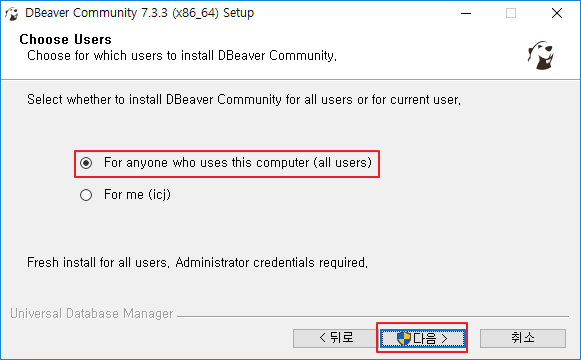 DBeaver Community 7.3.3 (x86_64) Setup
Choose Users
Choose for which users to install DBeaver Community.
Select whether to install DBeaver Community for all users or for current user.
For anyone who uses this computer (all users)
For me (icj)
Fresh install for all users. Administrator credentials required.
Universal Database Manager
< 뒤로
다음 >
취소